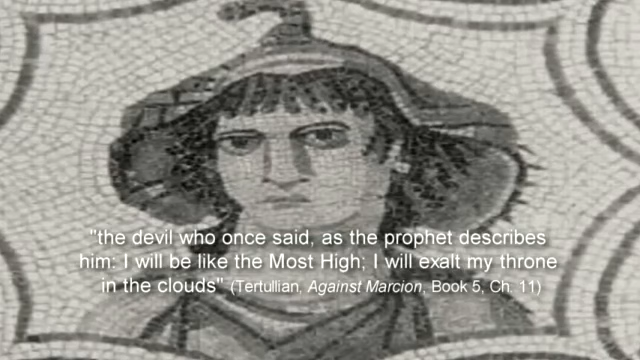 "the devil who once said, as the prophet describes
him: I will be like the Most High; I will exalt my throne
in the clouds" (Tertullian, Against Marcion, Book 5, Ch. 11)